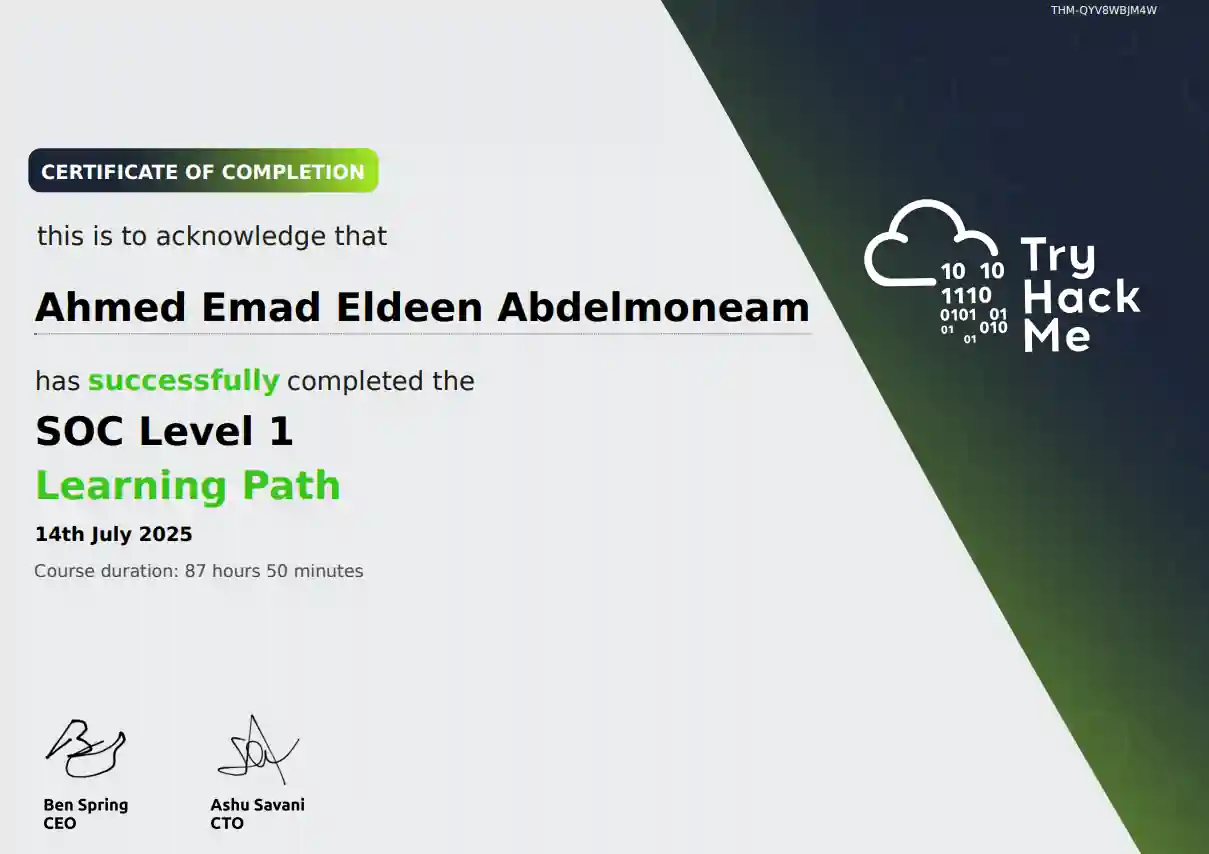 THM-QYV8WBJM4W
CERTIFICATE OF COMPLETION
this is to acknowledge that
Ahmed Emad Eldeen Abdelmoneam
has successfully completed the
SOC Level 1
Learning Path
14th July 2025
Course duration: 87 hours 50 minutes
10 10
1110
0101 01
01 010
01
Try
Hack
Me
Ben Spring
CEO
Ashu Savani
CTO